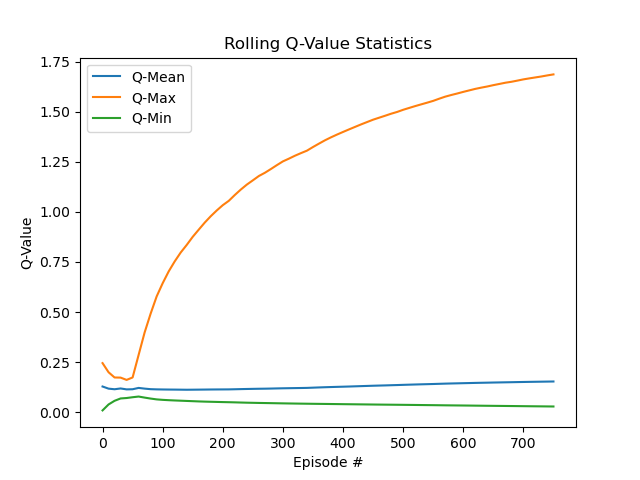 Rolling Q-Value Statistics
Q-Mean
Q-Max
Q-Min
Q-Value
1.75
1.50
1.25
1.00
0.75
0.50
0.25
0.00
0 100 200 300 400 500 600 700
Episode #